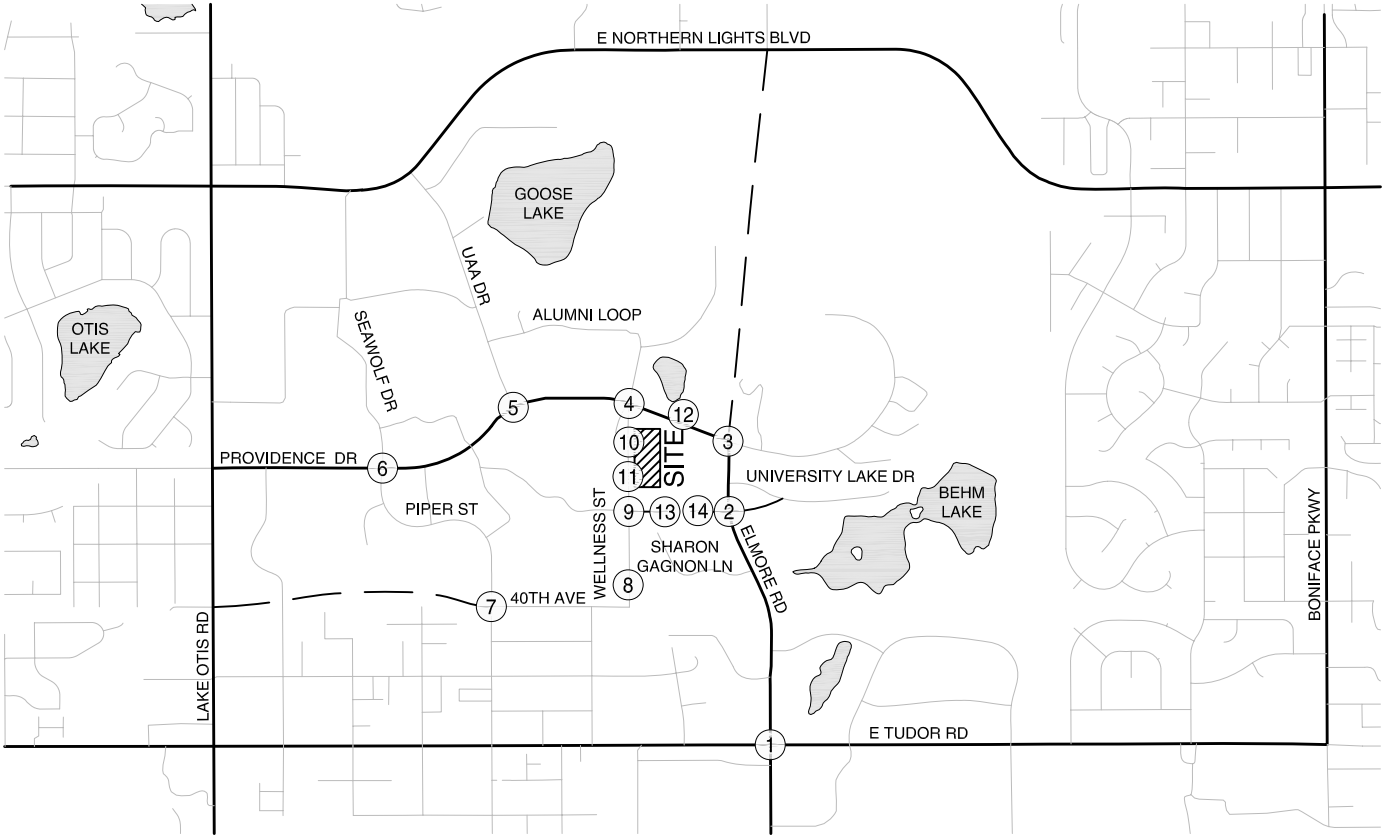 E NORTHERN LIGHTS BLVD
GOOSE
LAKE
UAA DR
ALUMNI LOOP
OTIS
LAKE
SEAWOLF DR
5
4
12
3
10
SITE
11
PROVIDENCE DR
6
UNIVERSITY LAKE DR
BEHM
LAKE
PIPER ST
WELLNESS ST
9
13
14
2
SHARON
GAGNON LN
ELMORE RD
8
7
40TH AVE
BONIFACE PKWY
LAKE OTIS RD
E TUDOR RD
1